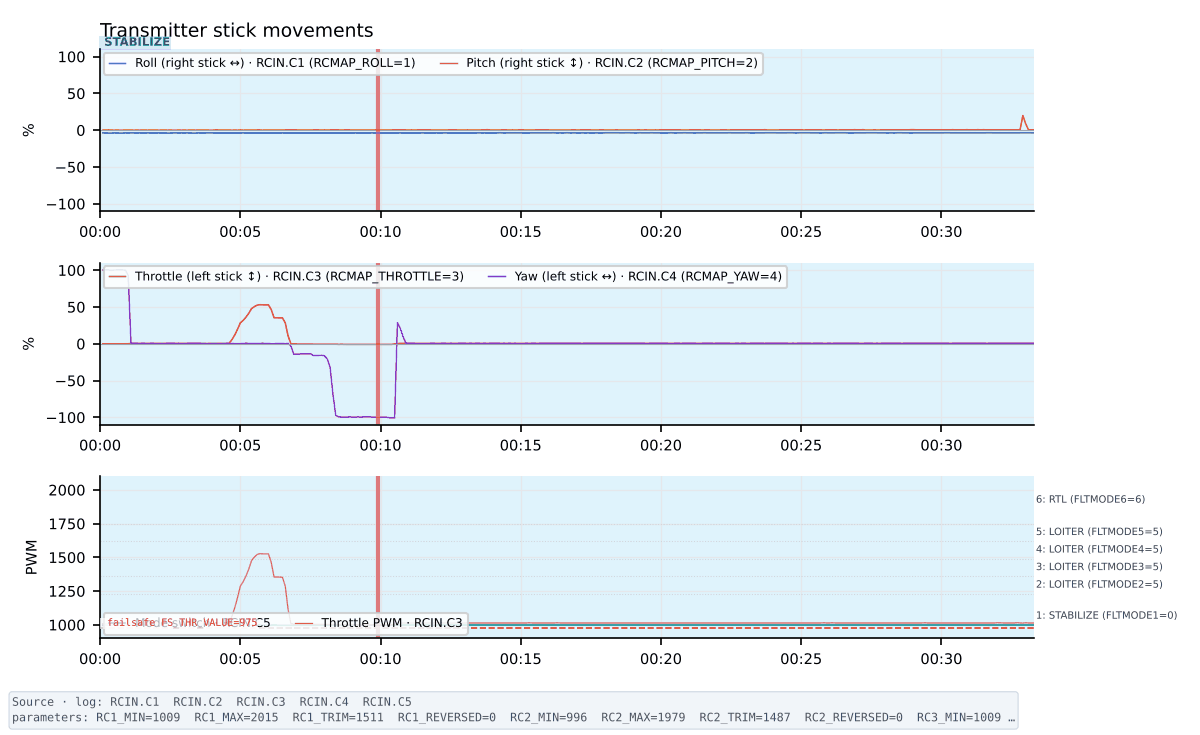 Transmitter stick movements
STABILIZE
Roll (right stick ↔) · RCIN.C1 (RCMAP_ROLL=1) Pitch (right stick ↕) · RCIN.C2 (RCMAP_PITCH=2)
100
50
0
−50
−100
%
00:00 00:05 00:10 00:15 00:20 00:25 00:30
Throttle (left stick ↕) · RCIN.C3 (RCMAP_THROTTLE=3) Yaw (left stick ↔) · RCIN.C4 (RCMAP_YAW=4)
100
50
0
−50
−100
%
00:00 00:05 00:10 00:15 00:20 00:25 00:30
2000
1750
1500
1250
1000
PWM
6: RTL (FLTMODE6=6)
5: LOITER (FLTMODE5=5)
4: LOITER (FLTMODE4=5)
3: LOITER (FLTMODE3=5)
2: LOITER (FLTMODE2=5)
1: STABILIZE (FLTMODE1=0)
failsafe FS_THR_VALUE=975 Throttle PWM · RCIN.C3
00:00 00:05 00:10 00:15 00:20 00:25 00:30
Source · log: RCIN.C1 RCIN.C2 RCIN.C3 RCIN.C4 RCIN.C5
parameters: RC1_MIN=1009 RC1_MAX=2015 RC1_TRIM=1511 RC1_REVERSED=0 RC2_MIN=996 RC2_MAX=1979 RC2_TRIM=1487 RC2_REVERSED=0 RC3_MIN=1009 …